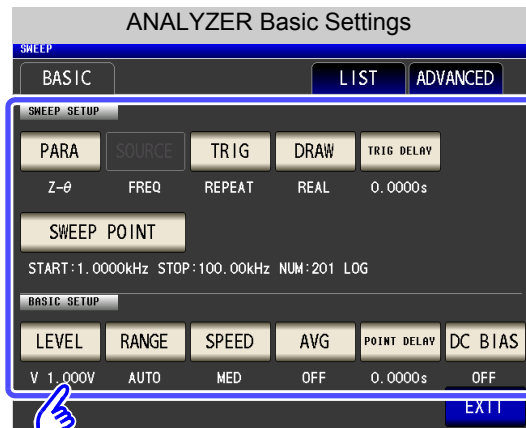 ANALYZER Basic Settings
SWEEP
BASIC LIST ADVANCED
SWEEP SETUP
PARA SOURCE TRIG DRAW TRIG DELAY
Z-θ FREQ REPEAT REAL 0.0000s
SWEEP POINT
START:1.0000kHz STOP:100.00kHz NUM:201 LOG
BASIC SETUP
LEVEL RANGE SPEED AVG POINT DELAY DC BIAS
V 1.000V AUTO MED OFF 0.0000s OFF
EXIT